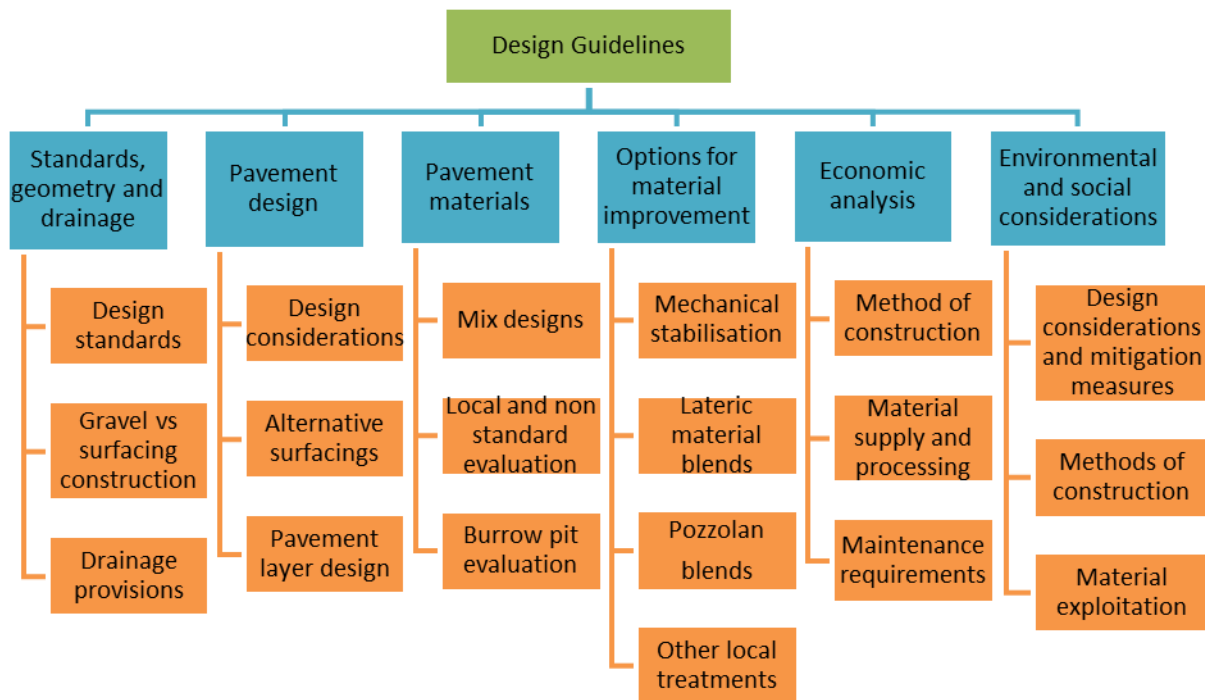 Design Guidelines
Standards,
geometry and
drainage
Pavement
design
Pavement
materials
Options for
material
improvement
Economic
analysis
Environmental
and social
considerations
Design
standards
Gravel vs
surfacing
construction
Drainage
provisions
Design
considerations
Alternative
surfacings
Pavement
layer design
Mix designs
Local and non
standard
evaluation
Burrow pit
evaluation
Mechanical
stabilisation
Lateric
material
blends
Pozzolan
blends
Other local
treatments
Method of
construction
Material
supply and
processing
Maintenance
requirements
Design
considerations
and mitigation
measures
Methods of
construction
Material
exploitation